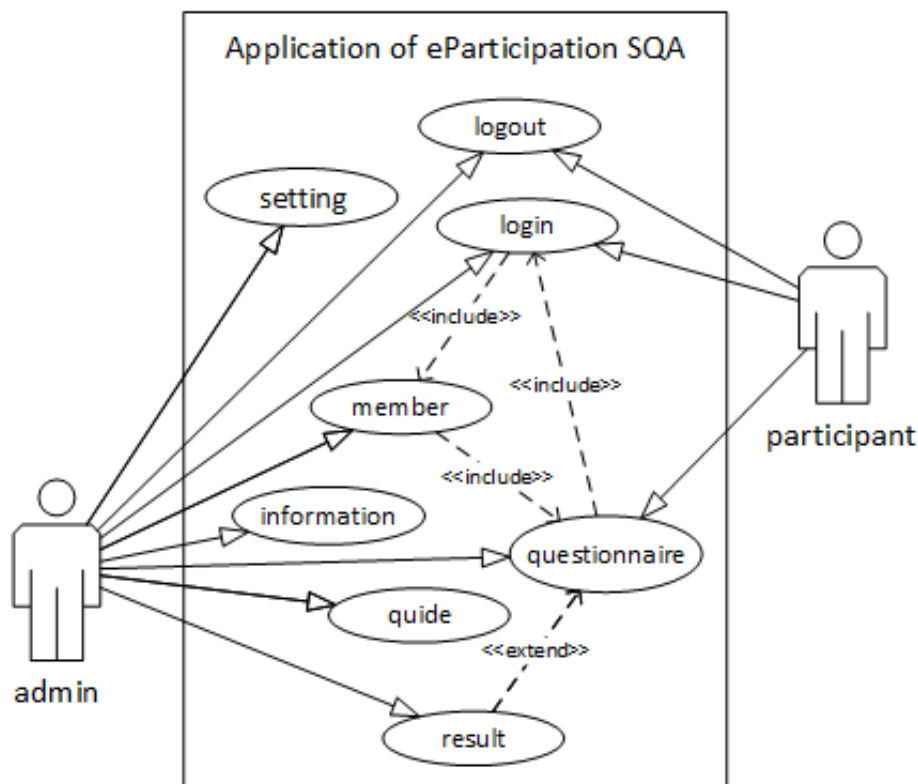 Application of eParticipation SQA
logout
setting
login
<<include>>
<<include>>
member
participant
<<include>>
information
questionnaire
quide
<<extend>>
admin
result